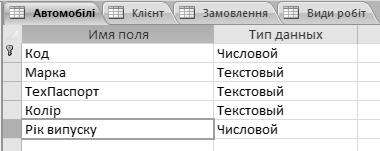 Автомобілі Клієнт Замовлення Види робіт
Имя поля Тип данных
Код Числовой
Марка Текстовый
ТехПаспорт Текстовый
Колір Текстовый
Рік випуску Числовой